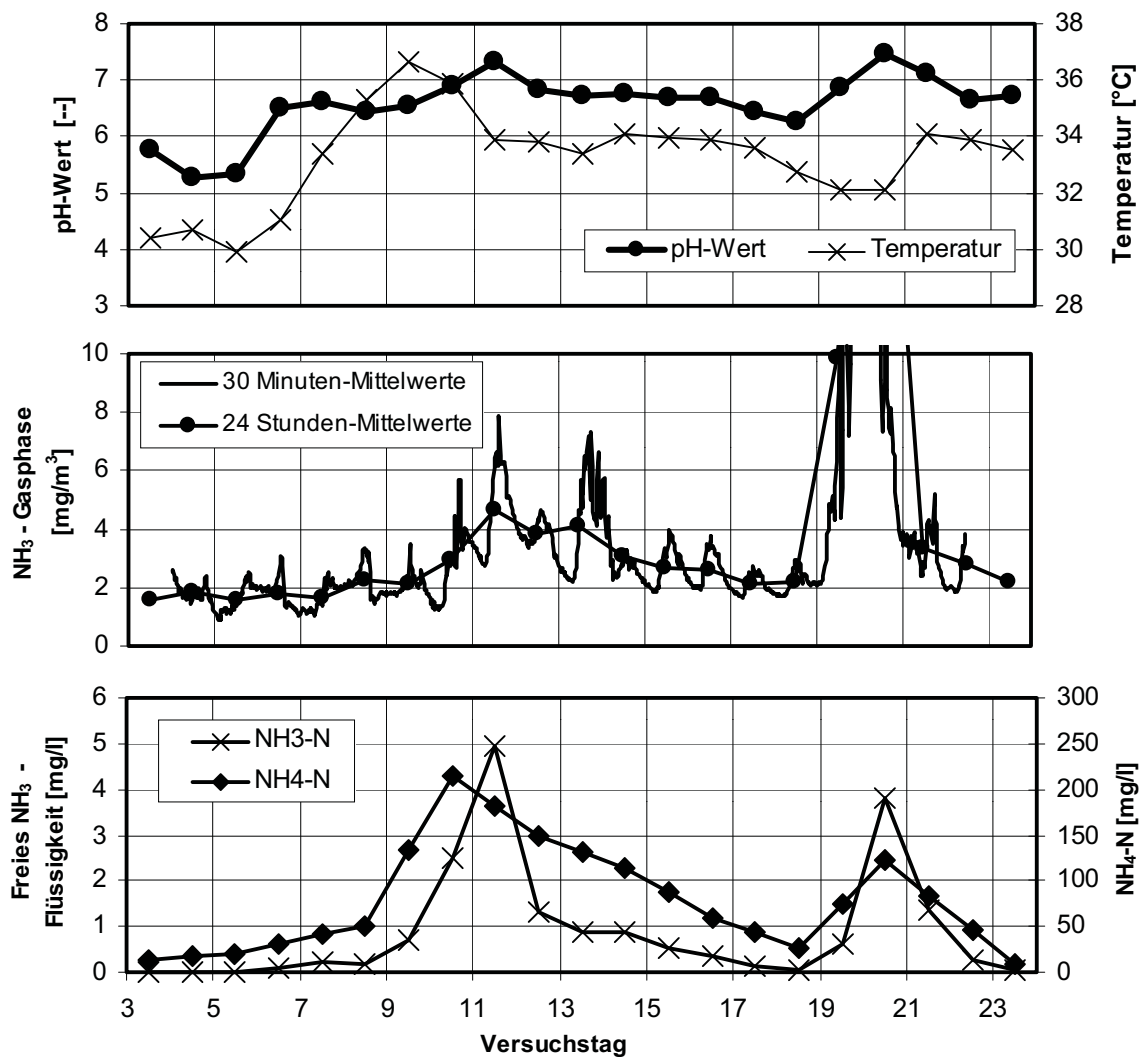 8
7
6
5
4
3
pH-Wert [--]
38
36
34
32
30
28
Temperatur [°C]
pH-Wert
Temperatur
10
8
6
4
2
0
NH₃ - Gasphase
[mg/m³]
30 Minuten-Mittelwerte
24 Stunden-Mittelwerte
6
5
4
3
2
1
0
Freies NH₃ -
Flüssigkeit [mg/l]
300
250
200
150
100
50
0
NH₄-N [mg/l]
NH3-N
NH4-N
3 5 7 9 11 13 15 17 19 21 23
Versuchstag